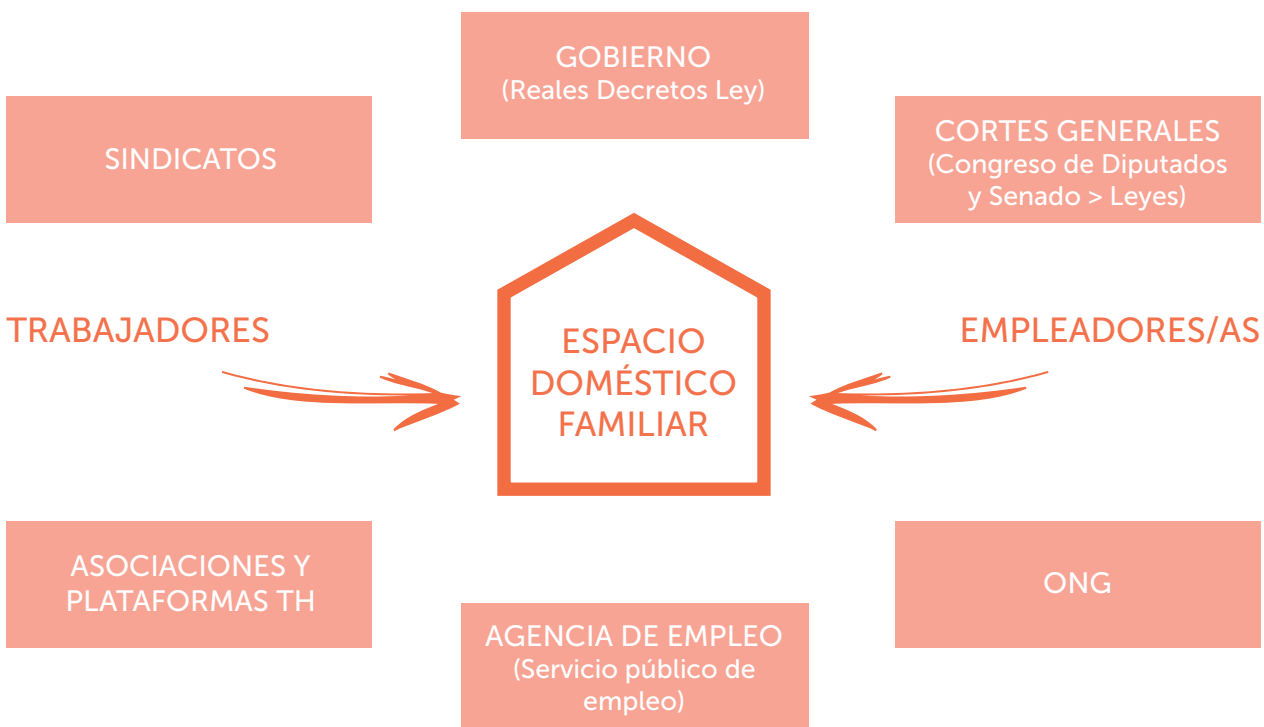 GOBIERNO
(Reales Decretos Ley)
SINDICATOS
CORTES GENERALES
(Congreso de Diputados
y Senado > Leyes)
TRABAJADORES
ESPACIO
DOMÉSTICO
FAMILIAR
EMPLEADORES/AS
ASOCIACIONES Y
PLATAFORMAS TH
AGENCIA DE EMPLEO
(Servicio público de
empleo)
ONG